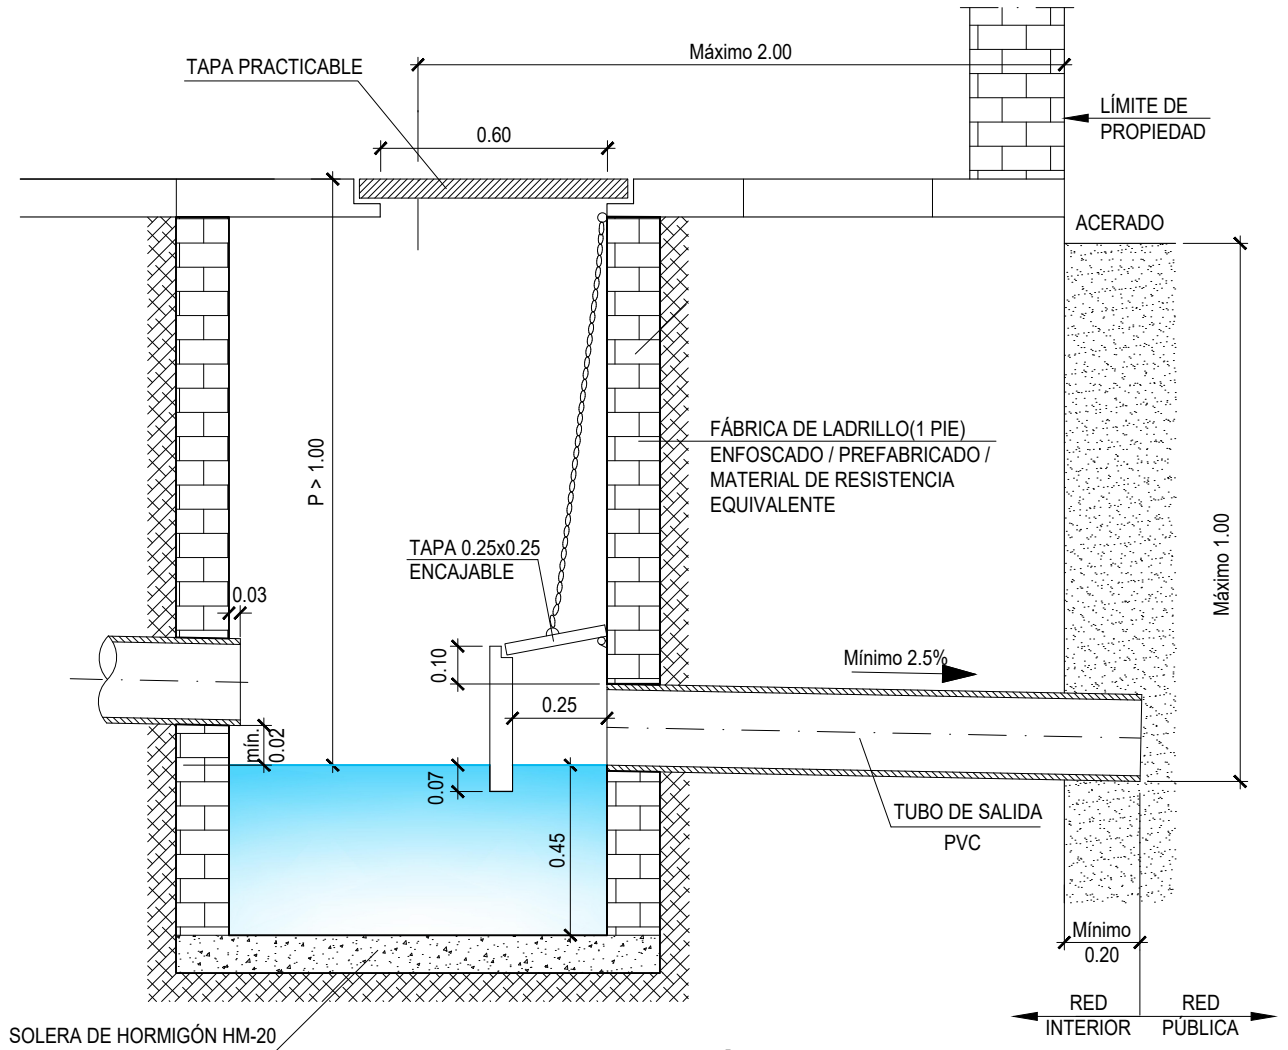 Máximo 2.00
TAPA PRACTICABLE
LÍMITE DE
PROPIEDAD
0.60
ACERADO
P > 1.00
FÁBRICA DE LADRILLO(1 PIE)
ENFOSCADO / PREFABRICADO /
MATERIAL DE RESISTENCIA
EQUIVALENTE
TAPA 0.25x0.25
ENCAJABLE
Máximo 1.00
0.03
0.10
Mínimo 2.5%
0.25
mín.
0.02
0.07
TUBO DE SALIDA
PVC
0.45
Mínimo
0.20
SOLERA DE HORMIGÓN HM-20
RED
INTERIOR
RED
PÚBLICA